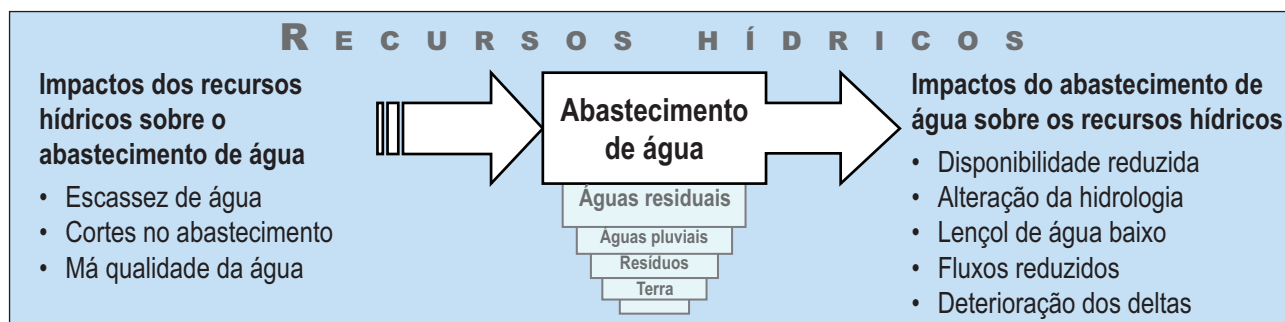 RECURSOS HÍDRICOS
Impactos dos recursos
hídricos sobre o
abastecimento de água
• Escassez de água
• Cortes no abastecimento
• Má qualidade da água
Abastecimento
de água
Águas residuais
Águas pluviais
Resíduos
Terra
Impactos do abastecimento de
água sobre os recursos hídricos
• Disponibilidade reduzida
• Alteração da hidrologia
• Lençol de água baixo
• Fluxos reduzidos
• Deterioração dos deltas